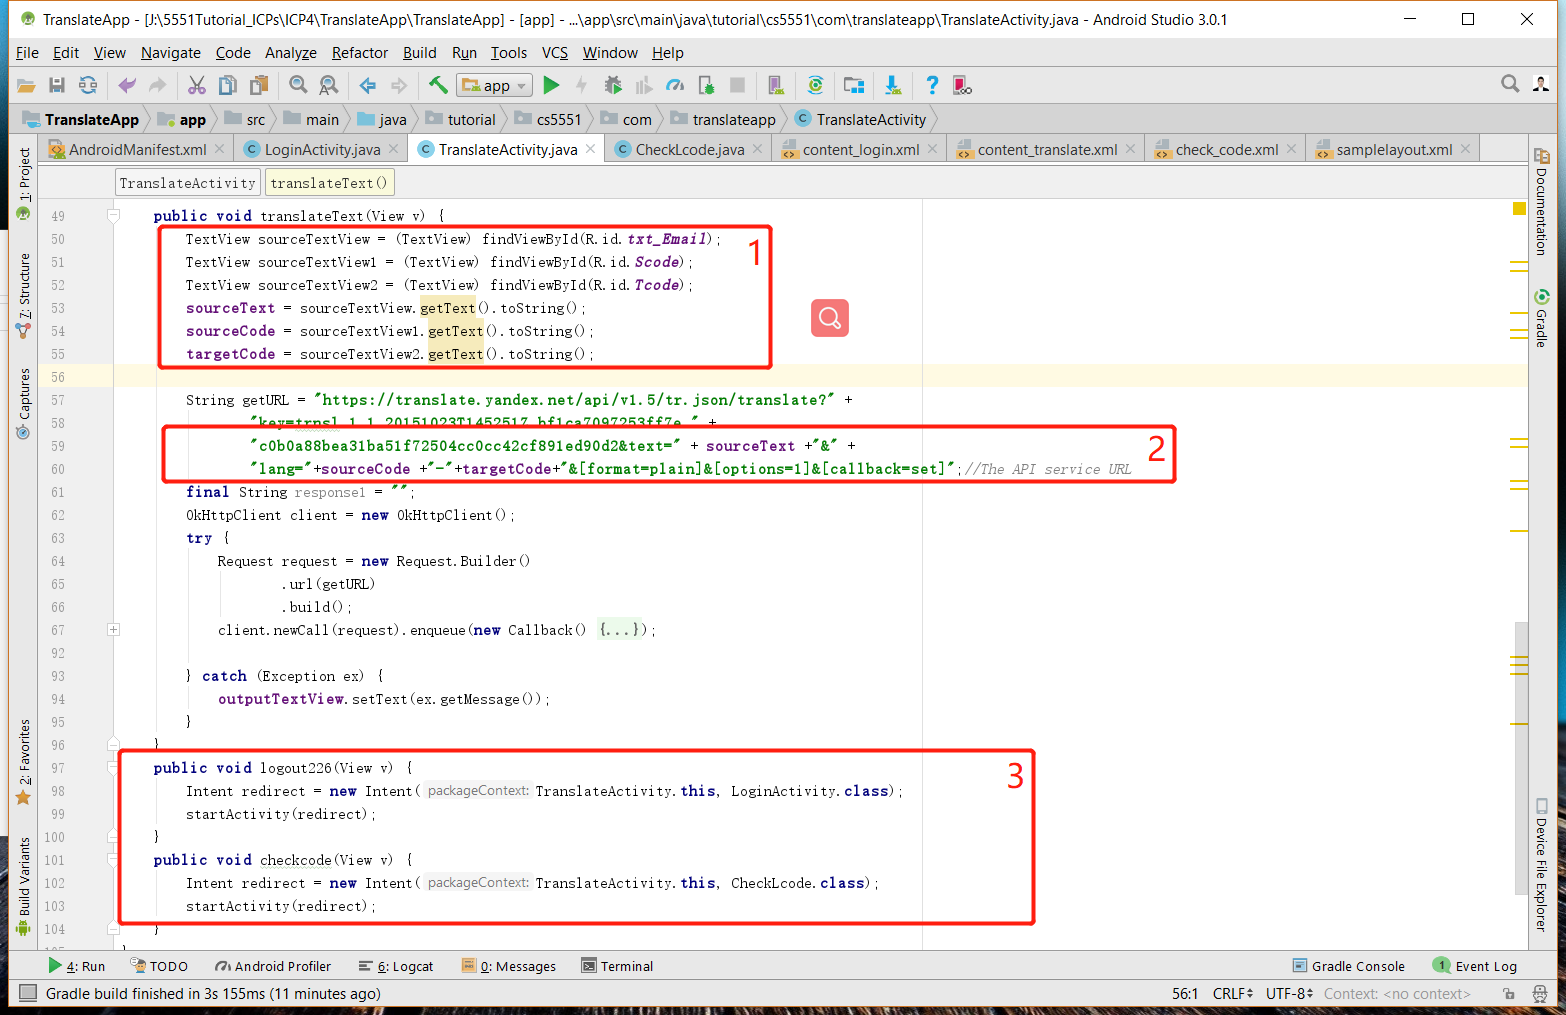 TranslateApp - [J:\5551Tutorial_ICPs\ICP4\TranslateApp\TranslateApp] - [app] - ...\app\src\main\java\tutorial\cs5551\com\translateapp\TranslateActivity.java - Android Studio 3.0.1
File Edit View Navigate Code Analyze Refactor Build Run Tools VCS Window Help
app
TranslateApp app src main java tutorial cs5551 com translateapp TranslateActivity
AndroidManifest.xml LoginActivity.java TranslateActivity.java CheckLcode.java content_login.xml content_translate.xml check_code.xml samplelayout.xml
TranslateActivity translateText()
1: Project
7: Structure
Captures
2: Favorites
Build Variants
49 public void translateText(View v) {
50 TextView sourceTextView = (TextView) findViewById(R.id.txt_Email);
1
51 TextView sourceTextView1 = (TextView) findViewById(R.id.Scode);
52 TextView sourceTextView2 = (TextView) findViewById(R.id.Tcode);
53 sourceText = sourceTextView.getText().toString();
54 sourceCode = sourceTextView1.getText().toString();
55 targetCode = sourceTextView2.getText().toString();
56
57 String getURL = "https://translate.yandex.net/api/v1.5/tr.json/translate?" +
58 "key=trnsl.1.1.20151023T145251Z.bf1ca7097253ff7e." +
59 "c0b0a88bea31ba51f72504cc0cc42cf891ed90d2&text=" + sourceText +"&" +
2
60 "lang="+sourceCode +"-"+targetCode+"&[format=plain]&[options=1]&[callback=set]";//The API service URL
61 final String response1 = "";
62 OkHttpClient client = new OkHttpClient();
63 try {
64 Request request = new Request.Builder()
65 .url(getURL)
66 .build();
67 client.newCall(request).enqueue(new Callback() {...});
92
93 } catch (Exception ex) {
94 outputTextView.setText(ex.getMessage());
95 }
96 }
97 public void logout226(View v) {
3
98 Intent redirect = new Intent( packageContext: TranslateActivity.this, LoginActivity.class);
99 startActivity(redirect);
100 }
101 public void checkcode(View v) {
102 Intent redirect = new Intent( packageContext: TranslateActivity.this, CheckLcode.class);
103 startActivity(redirect);
104 }
Documentation
Gradle
Device File Explorer
4: Run TODO Android Profiler 6: Logcat 0: Messages Terminal Gradle Console 1 Event Log
Gradle build finished in 3s 155ms (11 minutes ago) 56:1 CRLF UTF-8 Context: <no context>